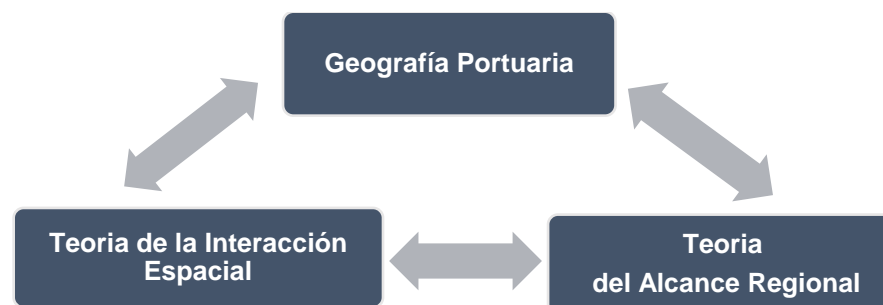 Geografía Portuaria
Teoria de la Interacción
Espacial
Teoria
del Alcance Regional